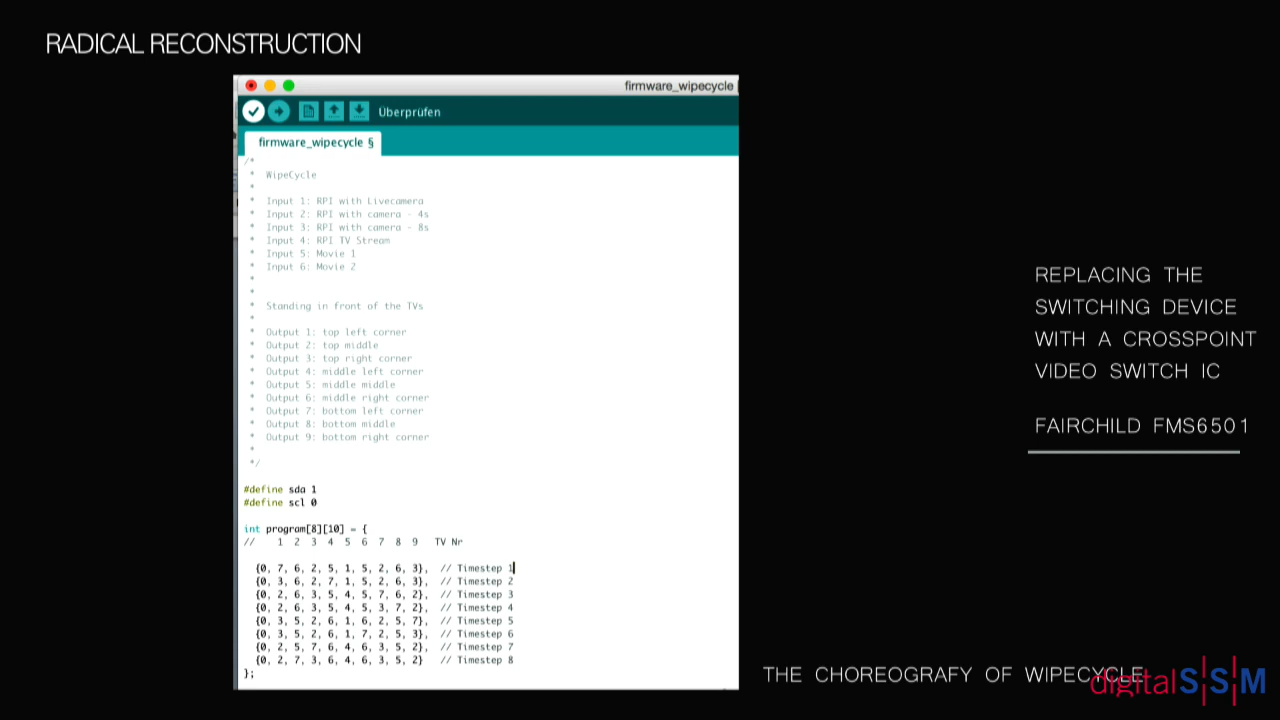 RADICAL RECONSTRUCTION
firmware_wipecycle
Überprüfen
firmware_wipecycle §
/*
* WipeCycle
*
* Input 1: RPI with Livecamera
* Input 2: RPI with camera - 4s
* Input 3: RPI with camera - 8s
* Input 4: RPI TV Stream
* Input 5: Movie 1
* Input 6: Movie 2
*
*
* Standing in front of the TVs
*
* Output 1: top left corner
* Output 2: top middle
* Output 3: top right corner
* Output 4: middle left corner
* Output 5: middle middle
* Output 6: middle right corner
* Output 7: bottom left corner
* Output 8: bottom middle
* Output 9: bottom right corner
*
*/
#define sda 1
#define scl 0
int program[8][10] = {
// 1 2 3 4 5 6 7 8 9 TV Nr
{0, 7, 6, 2, 5, 1, 5, 2, 6, 3}, // Timestep 1
{0, 3, 6, 2, 7, 1, 5, 2, 6, 3}, // Timestep 2
{0, 2, 6, 3, 5, 4, 5, 7, 6, 2}, // Timestep 3
{0, 2, 6, 3, 5, 4, 5, 3, 7, 2}, // Timestep 4
{0, 3, 5, 2, 6, 1, 6, 2, 5, 7}, // Timestep 5
{0, 3, 5, 2, 6, 1, 7, 2, 5, 3}, // Timestep 6
{0, 2, 5, 7, 6, 4, 6, 3, 5, 2}, // Timestep 7
{0, 2, 7, 3, 6, 4, 6, 3, 5, 2} // Timestep 8
};
REPLACING THE
SWITCHING DEVICE
WITH A CROSSPOINT
VIDEO SWITCH IC
FAIRCHILD FMS6501
THE CHOREOGRAFY OF WIPECYCLE
digitalS|S|M